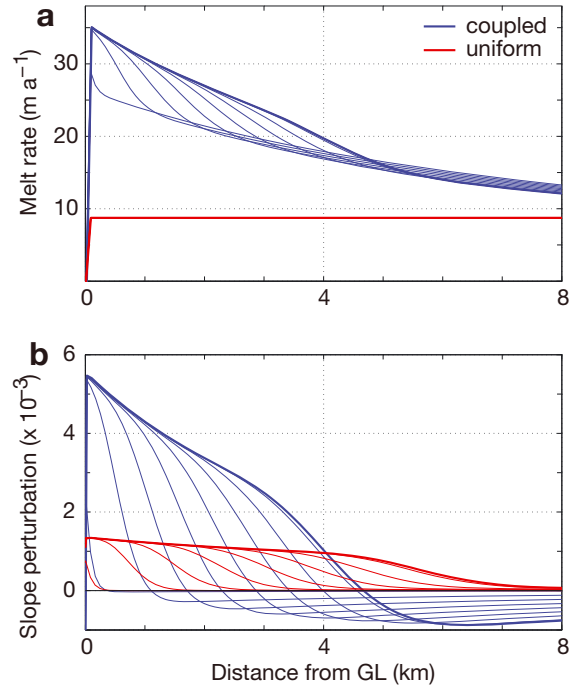 a
coupled
uniform
Melt rate (m a⁻¹)
30
20
10
0
0
4
8
b
6
4
2
0
Slope perturbation (x 10⁻³)
0
4
8
Distance from GL (km)